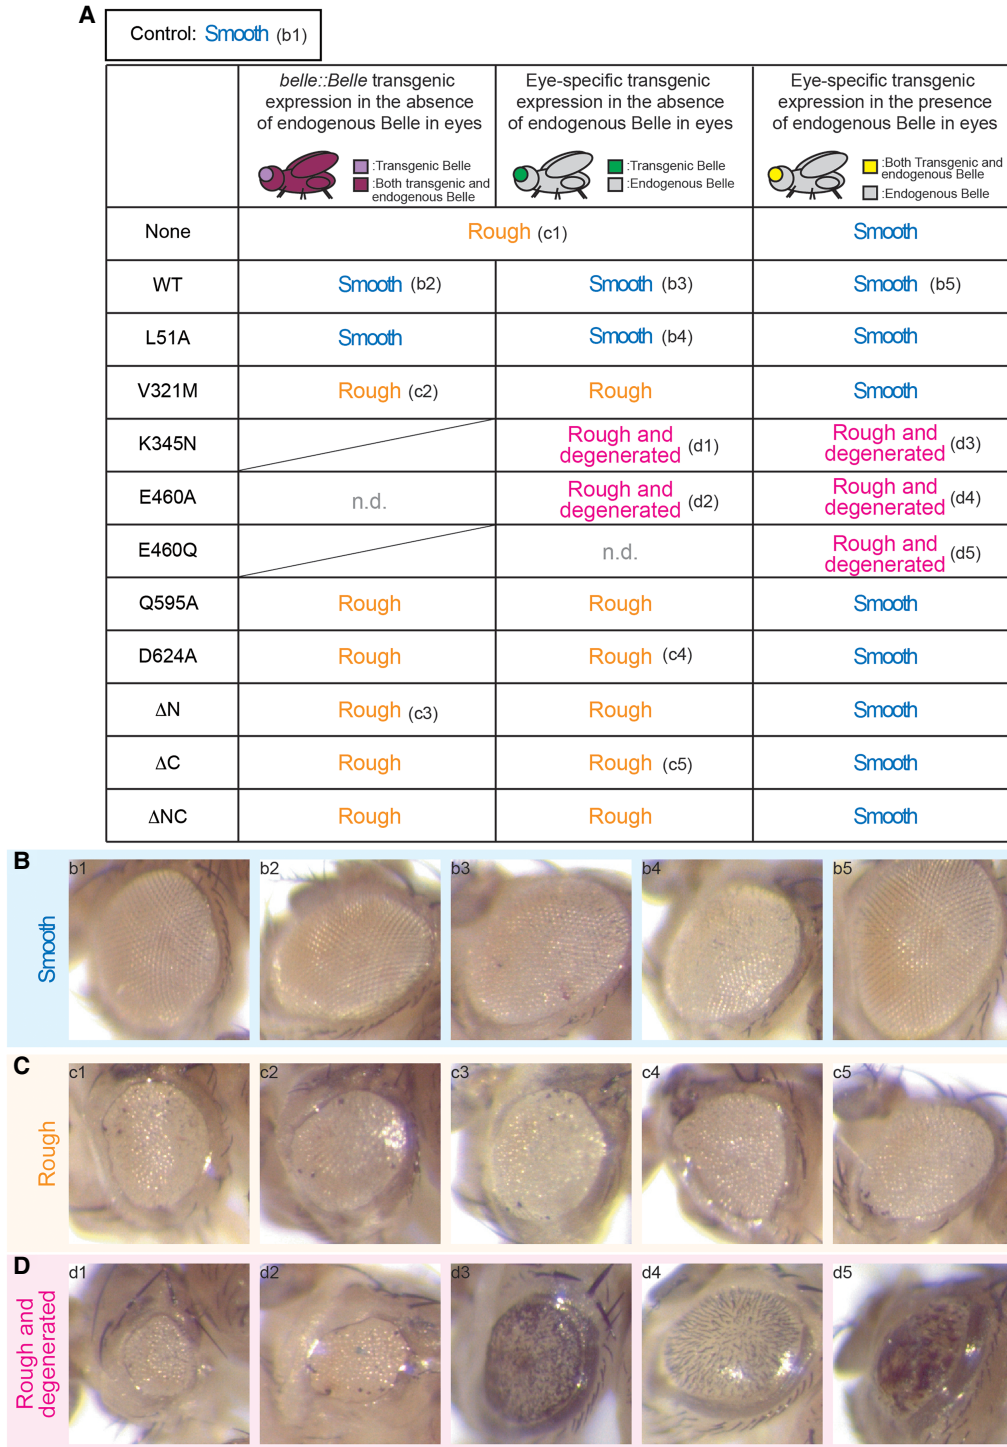 A
Control: Smooth (b1)
belle::Belle transgenic
expression in the absence
of endogenous Belle in eyes
:Transgenic Belle
:Both transgenic and
endogenous Belle
Eye-specific transgenic
expression in the absence
of endogenous Belle in eyes
:Transgenic Belle
:Endogenous Belle
Eye-specific transgenic
expression in the presence
of endogenous Belle in eyes
:Both Transgenic and
endogenous Belle
:Endogenous Belle
None Rough (c1) Smooth
WT Smooth (b2) Smooth (b3) Smooth (b5)
L51A Smooth Smooth (b4) Smooth
V321M Rough (c2) Rough Smooth
K345N Rough and degenerated (d1) Rough and degenerated (d3)
E460A n.d. Rough and degenerated (d2) Rough and degenerated (d4)
E460Q n.d. Rough and degenerated (d5)
Q595A Rough Rough Smooth
D624A Rough Rough (c4) Smooth
ΔN Rough (c3) Rough Smooth
ΔC Rough Rough (c5) Smooth
ΔNC Rough Rough Smooth
B
Smooth
b1 b2 b3 b4 b5
C
Rough
c1 c2 c3 c4 c5
D
Rough and
degenerated
d1 d2 d3 d4 d5